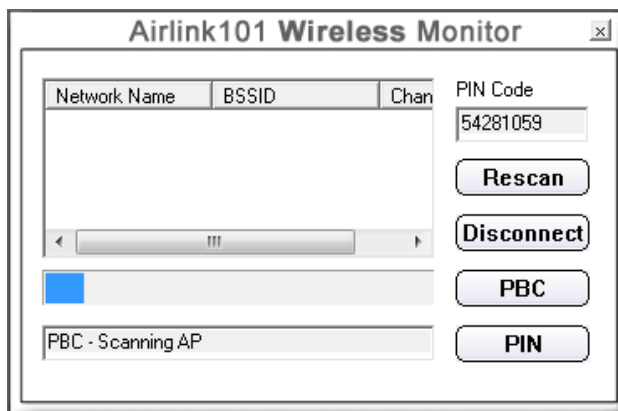 Airlink101 Wireless Monitor
Network Name BSSID Chan
PIN Code
54281059
Rescan
Disconnect
PBC
PBC - Scanning AP
PIN